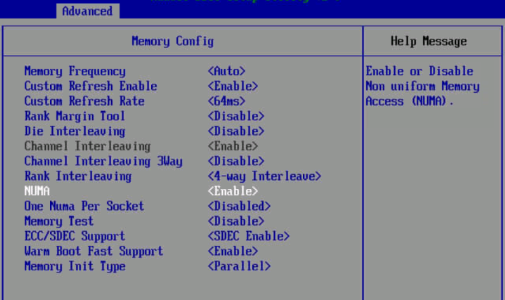 Advanced
Memory Config
Help Message
Memory Frequency <Auto>
Custom Refresh Enable <Enable>
Custom Refresh Rate <64ms>
Rank Margin Tool <Disable>
Die Interleaving <Disable>
Channel Interleaving <Enable>
Channel Interleaving 3Way <Disable>
Rank Interleaving <4-way Interleave>
NUMA <Enable>
One Numa Per Socket <Disabled>
Memory Test <Disable>
ECC/SDEC Support <SDEC Enable>
Warm Boot Fast Support <Enable>
Memory Init Type <Parallel>
Enable or Disable
Non uniform Memory
Access (NUMA).